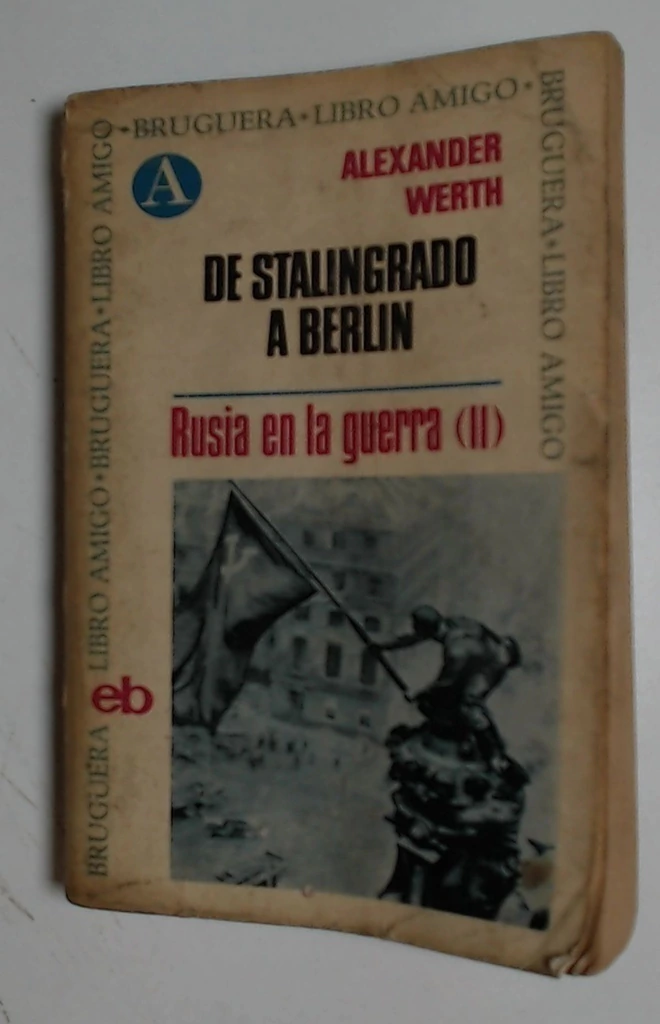 •BRUGUERA•LIBRO AMIGO•
BRUGUERA•LIBRO AMIGO
BRUGUERA LIBRO AMIGO•BRUGUERA•LIBRO AMIGO
A
ALEXANDER
WERTH
DE STALINGRADO
A BERLIN
Rusia en la guerra (II)
eb